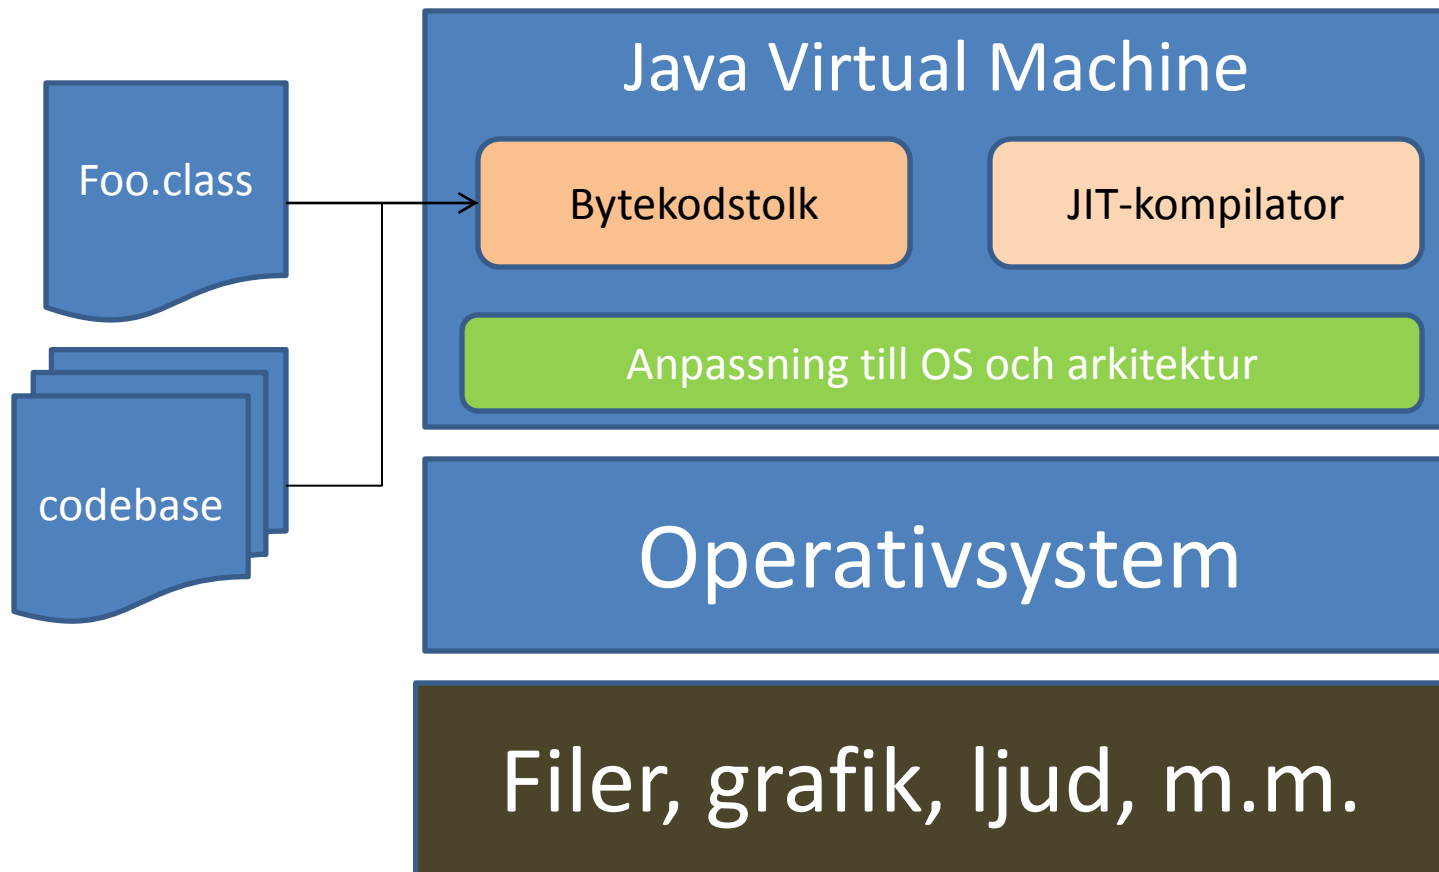 Java Virtual Machine
Foo.class
Bytekodstolk
JIT-kompilator
Anpassning till OS och arkitektur
codebase
Operativsystem
Filer, grafik, ljud, m.m.